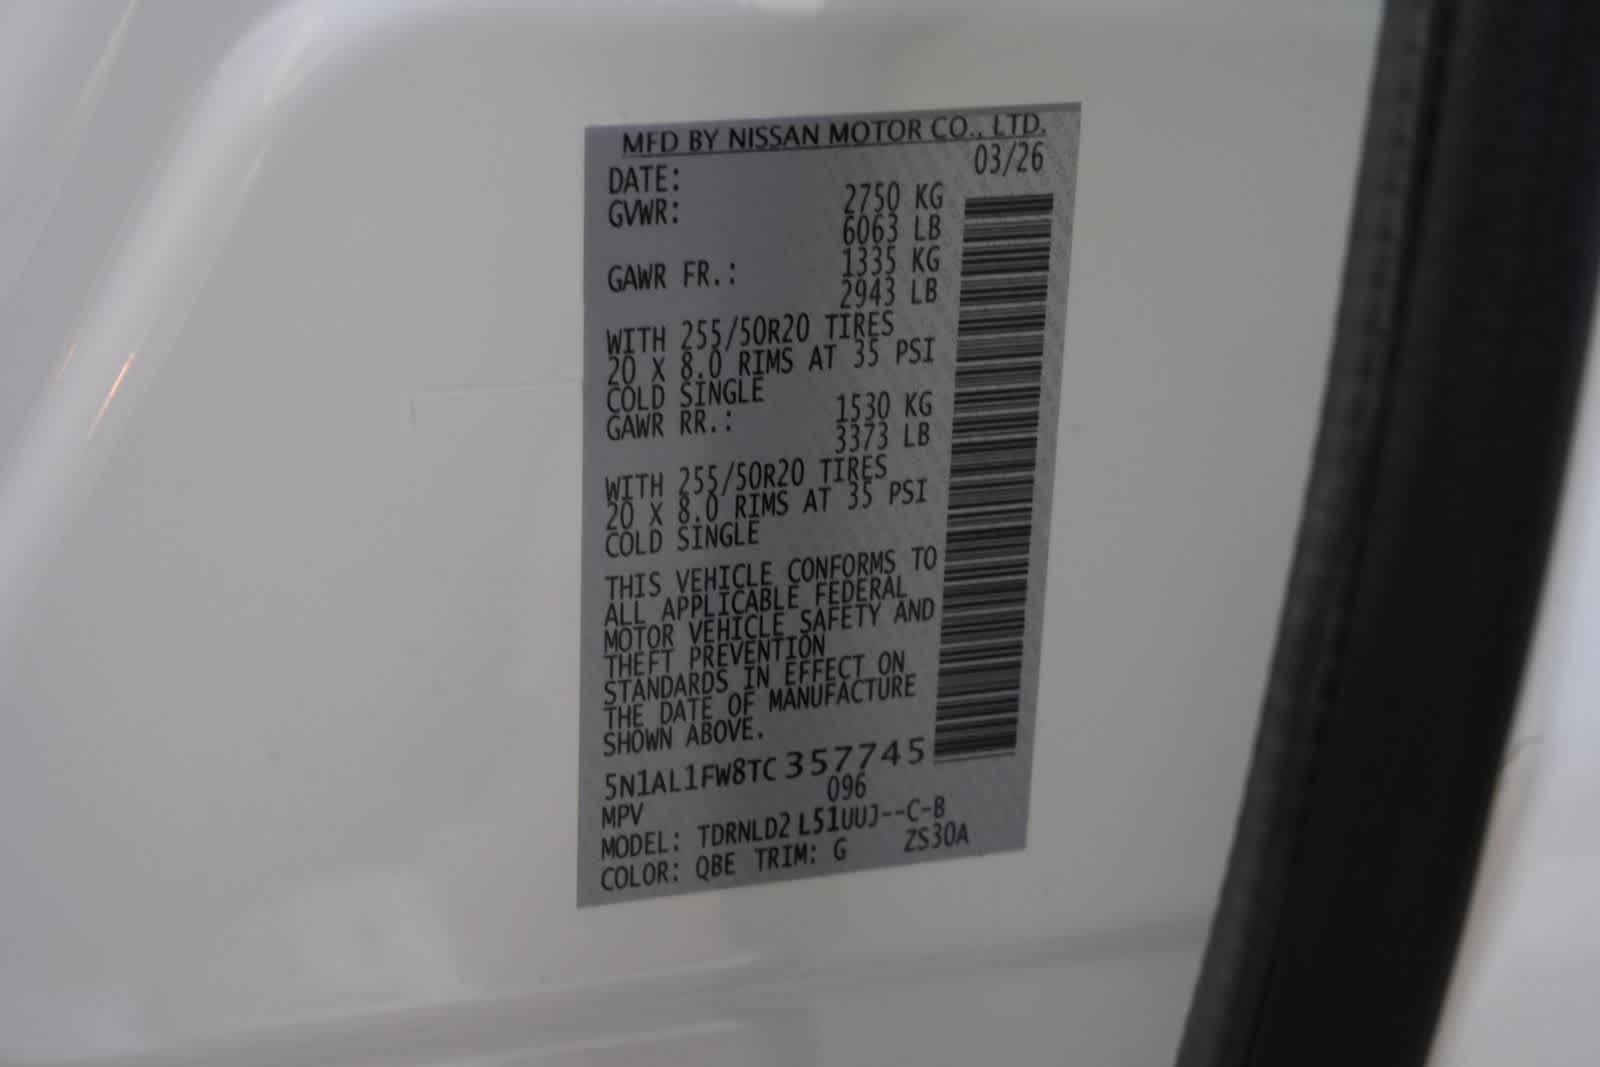 MFD BY NISSAN MOTOR CO., LTD.
DATE: 03/26
GVWR: 2750 KG
6063 LB
GAWR FR.: 1335 KG
2943 LB
WITH 255/50R20 TIRES
20 X 8.0 RIMS AT 35 PSI
COLD SINGLE
GAWR RR.: 1530 KG
3373 LB
WITH 255/50R20 TIRES
20 X 8.0 RIMS AT 35 PSI
COLD SINGLE
THIS VEHICLE CONFORMS TO
ALL APPLICABLE FEDERAL
MOTOR VEHICLE SAFETY AND
THEFT PREVENTION
STANDARDS IN EFFECT ON
THE DATE OF MANUFACTURE
SHOWN ABOVE.
5N1AL1FW8TC357745
MPV 096
MODEL: TDRNLD2 L51UUJ--C-B
COLOR: QBE TRIM: G ZS30A